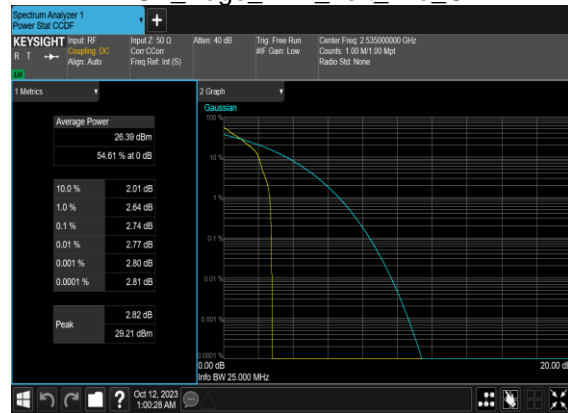 Spectrum Analyzer 1
Power Stat CCDF
+
KEYSIGHT
R T
LXI
Input: RF
Coupling: DC
Align: Auto
Input Z: 50 Ω
Corr CCorr
Freq Ref: Int (S)
Atten: 40 dB
Trig: Free Run
#IF Gain: Low
Center Freq: 2.535000000 GHz
Counts: 1.00 M/1.00 Mpt
Radio Std: None
1 Metrics
Average Power
26.39 dBm
54.61 % at 0 dB
10.0 % 2.01 dB
1.0 % 2.64 dB
0.1 % 2.74 dB
0.01 % 2.77 dB
0.001 % 2.80 dB
0.0001 % 2.81 dB
Peak
2.82 dB
29.21 dBm
2 Graph
Gaussian
100 %
10 %
1 %
0.1 %
0.01 %
0.001 %
0.0001 %
0.00 dB
20.00 dB
Info BW 25.000 MHz
?
Oct 12, 2023
1:00:28 AM